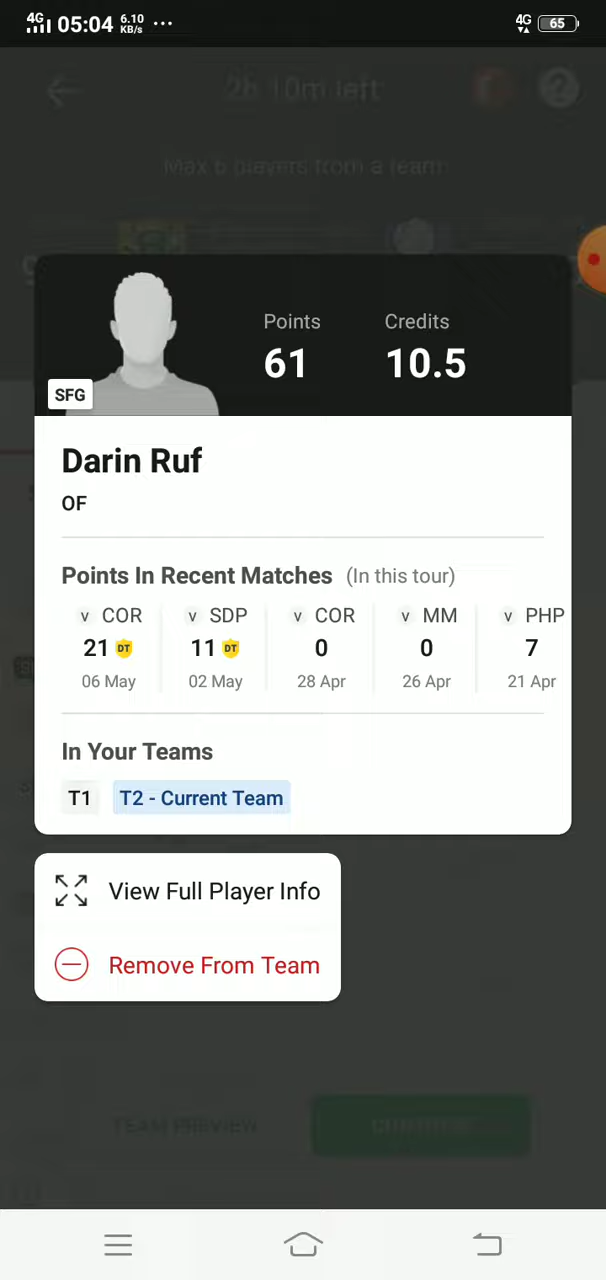 4G 05:04 6.10 KB/s ... 4G 65
2h 10m left
Max 6 players from a team
Points Credits
61 10.5
SFG
Darin Ruf
OF
Points In Recent Matches (In this tour)
v COR v SDP v COR v MM v PHP
21 DT 11 DT 0 0 7
06 May 02 May 28 Apr 26 Apr 21 Apr
In Your Teams
T1 T2 - Current Team
View Full Player Info
Remove From Team
TEAM PREVIEW CONTINUE